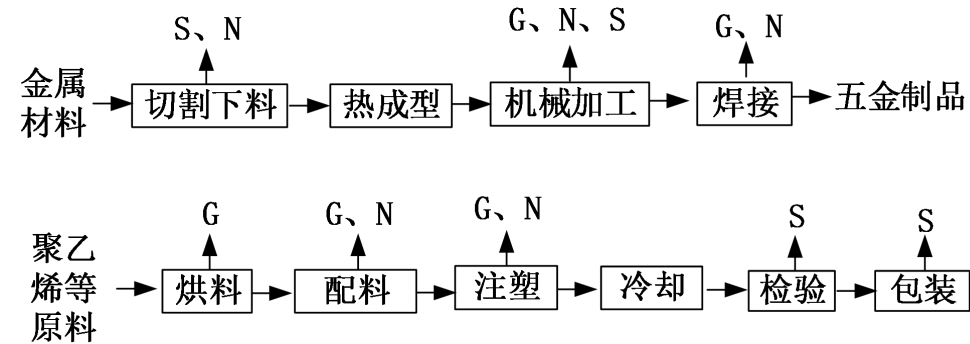 S、N
G、N、S
G、N
金属
材料
切割下料
热成型
机械加工
焊接
五金制品
G
G、N
G、N
S
S
聚乙
烯等
原料
烘料
配料
注塑
冷却
检验
包装